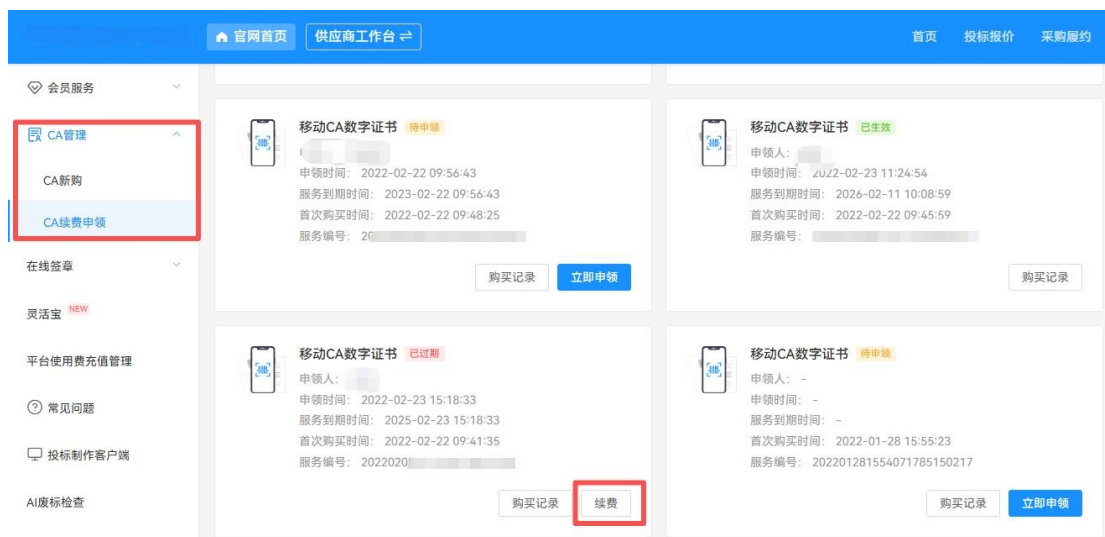 官网首页
供应商工作台
首页
投标报价
采购履约
会员服务
CA管理
CA新购
CA续费申领
在线签章
灵活宝 NEW
平台使用费充值管理
常见问题
投标制作客户端
AI废标检查
移动CA数字证书 待申领
申领时间: 2022-02-22 09:56:43
服务到期时间: 2023-02-22 09:56:43
首次购买时间: 2022-02-22 09:48:25
服务编号: 20
购买记录
立即申领
移动CA数字证书 已生效
申领人:
申领时间: 2022-02-23 11:24:54
服务到期时间: 2026-02-11 10:08:59
首次购买时间: 2022-02-22 09:45:59
服务编号:
购买记录
移动CA数字证书 已过期
申领人:
申领时间: 2022-02-23 15:18:33
服务到期时间: 2025-02-23 15:18:33
首次购买时间: 2022-02-22 09:41:35
服务编号: 2022020
购买记录
续费
移动CA数字证书 待申领
申领人: -
申领时间: -
服务到期时间: -
首次购买时间: 2022-01-28 15:55:23
服务编号: 202201281554071785150217
购买记录
立即申领